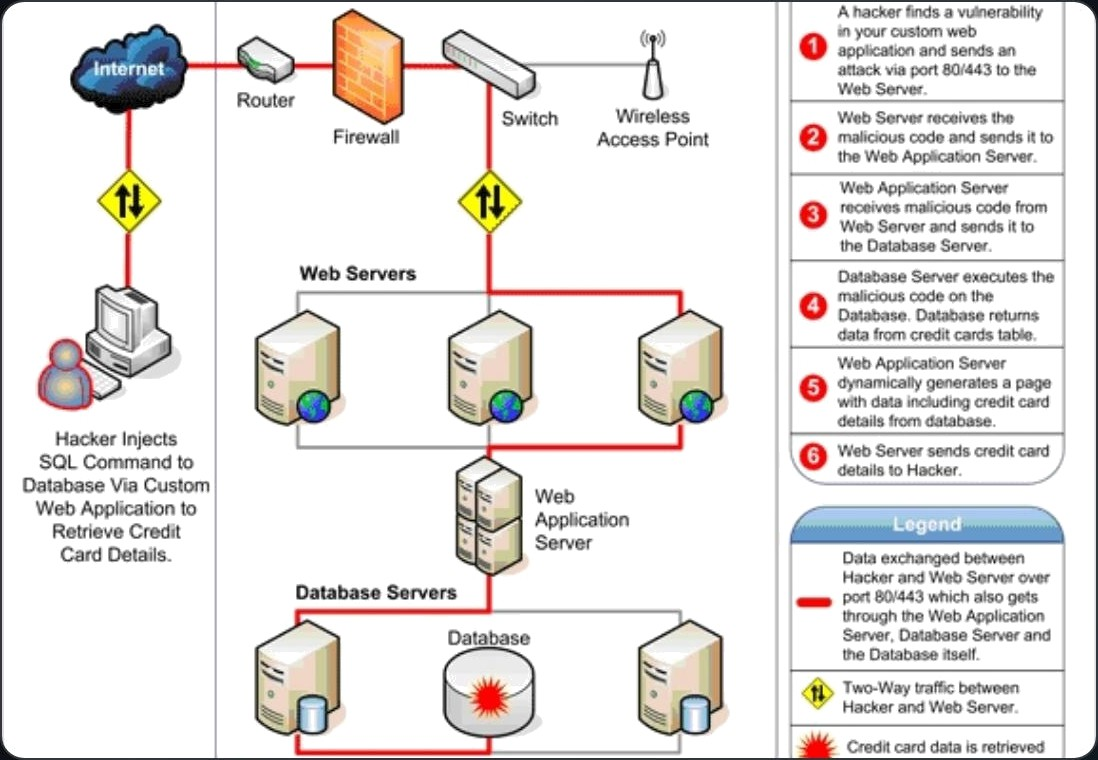 Internet
Router
Firewall
Switch
Wireless
Access Point
Web Servers
Hacker Injects
SQL Command to
Database Via Custom
Web Application to
Retrieve Credit
Card Details.
Web
Application
Server
Database Servers
Database
1
A hacker finds a vulnerability
in your custom web
application and sends an
attack via port 80/443 to the
Web Server.
2
Web Server receives the
malicious code and sends it to
the Web Application Server.
3
Web Application Server
receives malicious code from
Web Server and sends it to
the Database Server.
4
Database Server executes the
malicious code on the
Database. Database returns
data from credit cards table.
5
Web Application Server
dynamically generates a page
with data including credit card
details from database.
6
Web Server sends credit card
details to Hacker.
Legend
Data exchanged between
Hacker and Web Server over
port 80/443 which also gets
through the Web Application
Server, Database Server and
the Database itself.
Two-Way traffic between
Hacker and Web Server.
Credit card data is retrieved